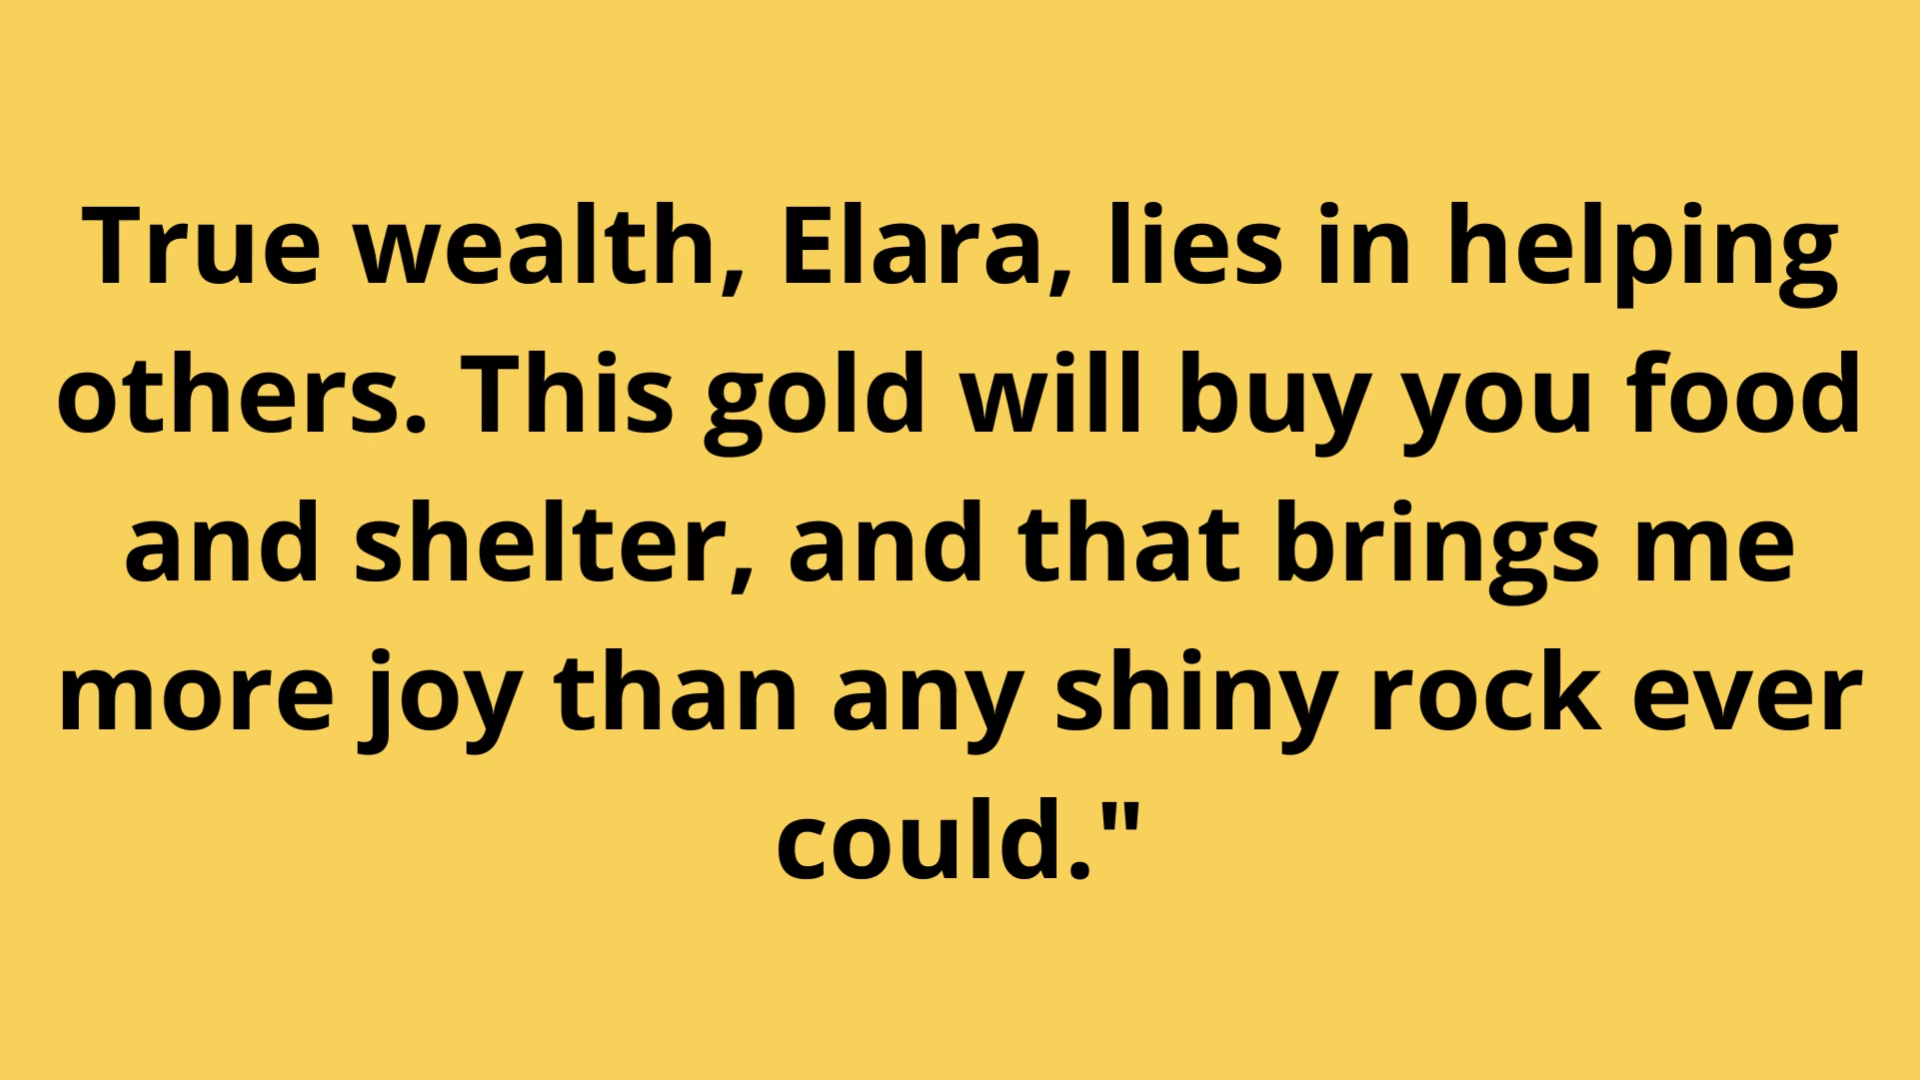 True wealth, Elara, lies in helping
others. This gold will buy you food
and shelter, and that brings me
more joy than any shiny rock ever
could."